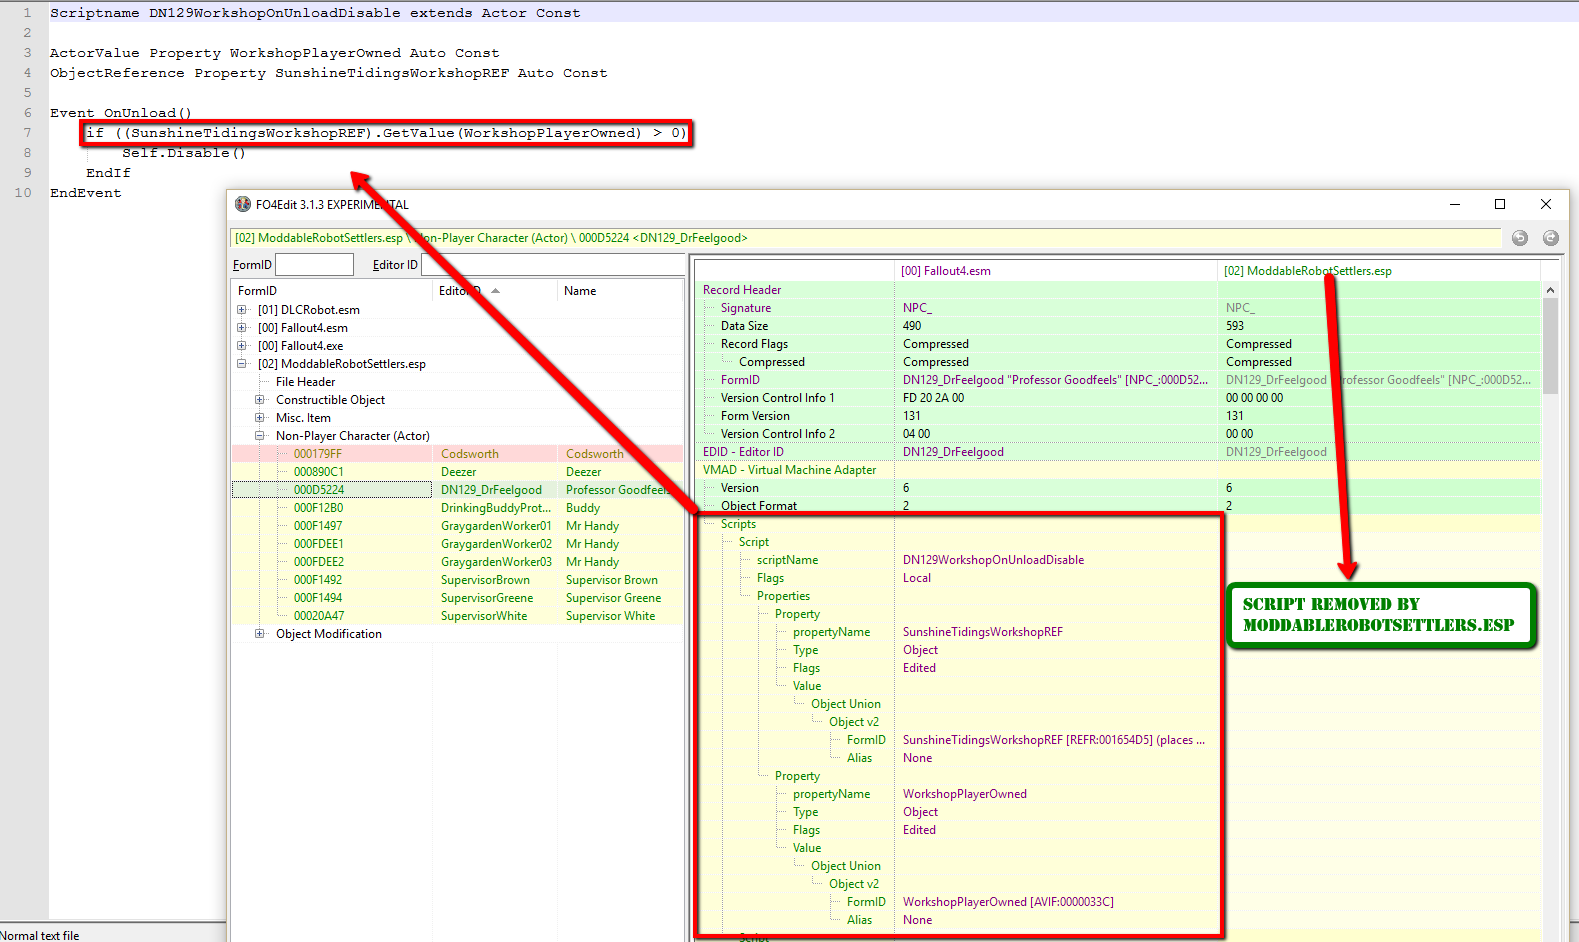 1 Scriptname DN129WorkshopOnUnloadDisable extends Actor Const
2
3 ActorValue Property WorkshopPlayerOwned Auto Const
4 ObjectReference Property SunshineTidingsWorkshopREF Auto Const
5
6 Event OnUnload()
7 if ((SunshineTidingsWorkshopREF).GetValue(WorkshopPlayerOwned) > 0)
8 Self.Disable()
9 EndIf
10 EndEvent
FO4Edit 3.1.3 EXPERIMENTAL
[02] ModdableRobotSettlers.esp \ Non-Player Character (Actor) \ 000D5224 <DN129_DrFeelgood>
FormID Editor ID
FormID Editor ID Name
[01] DLCRobot.esm
[00] Fallout4.esm
[00] Fallout4.exe
[02] ModdableRobotSettlers.esp
File Header
Constructible Object
Misc. Item
Non-Player Character (Actor)
000179FF Codsworth Codsworth
000890C1 Deezer Deezer
000D5224 DN129_DrFeelgood Professor Goodfeels
000F12B0 DrinkingBuddyProt... Buddy
000F1497 GraygardenWorker01 Mr Handy
000FDEE1 GraygardenWorker02 Mr Handy
000FDEE2 GraygardenWorker03 Mr Handy
000F1492 SupervisorBrown Supervisor Brown
000F1494 SupervisorGreene Supervisor Greene
00020A47 SupervisorWhite Supervisor White
Object Modification
[00] Fallout4.esm [02] ModdableRobotSettlers.esp
Record Header
Signature NPC_ NPC_
Data Size 490 593
Record Flags Compressed Compressed
Compressed Compressed Compressed
FormID DN129_DrFeelgood "Professor Goodfeels" [NPC_:000D52... DN129_DrFeelgood "Professor Goodfeels" [NPC_:000D52...
Version Control Info 1 FD 20 2A 00 00 00 00 00
Form Version 131 131
Version Control Info 2 04 00 00 00
EDID - Editor ID DN129_DrFeelgood DN129_DrFeelgood
VMAD - Virtual Machine Adapter
Version 6 6
Object Format 2 2
Scripts
Script
scriptName DN129WorkshopOnUnloadDisable
Flags Local
Properties
Property
propertyName SunshineTidingsWorkshopREF
Type Object
Flags Edited
Value
Object Union
Object v2
FormID SunshineTidingsWorkshopREF [REFR:001654D5] (places ...
Alias None
Property
propertyName WorkshopPlayerOwned
Type Object
Flags Edited
Value
Object Union
Object v2
FormID WorkshopPlayerOwned [AVIF:0000033C]
Alias None
Script
SCRIPT REMOVED BY
MODDABLEROBOTSETTLERS.ESP
Normal text file